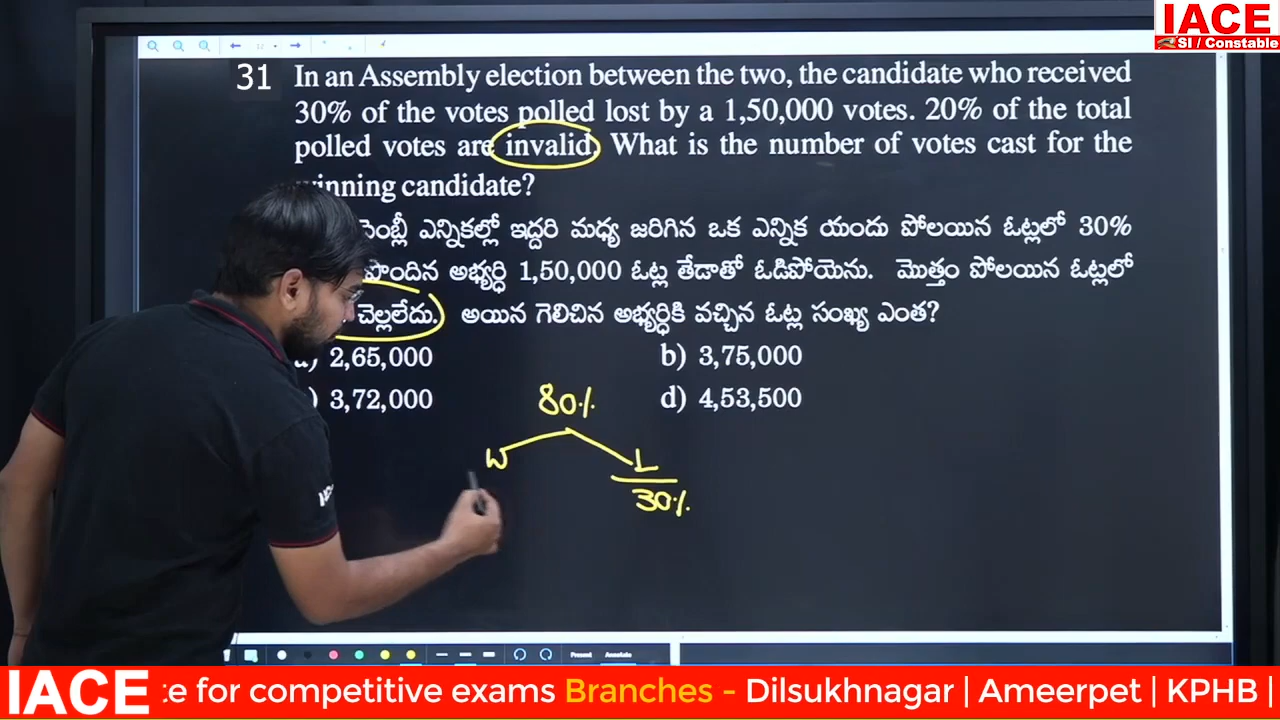 IACE
SI / Constable
31 In an Assembly election between the two, the candidate who received
30% of the votes polled lost by a 1,50,000 votes. 20% of the total
polled votes are invalid. What is the number of votes cast for the
winning candidate?
ఎన్నికల్లో ఇద్దరి మధ్య జరిగిన ఒక ఎన్నిక యందు పోలయిన ఓట్లలో 30%
పొందిన అభ్యర్థి 1,50,000 ఓట్ల తేడాతో ఓడిపోయెను. మొత్తం పోలయిన ఓట్లలో
చెల్లలేదు. అయిన గెలిచిన అభ్యర్థికి వచ్చిన ఓట్ల సంఖ్య ఎంత?
2,65,000 b) 3,75,000
3,72,000 d) 4,53,500
80%
W L
30%
Present Annotate
IACE for competitive exams Branches - Dilsukhnagar | Ameerpet | KPHB |